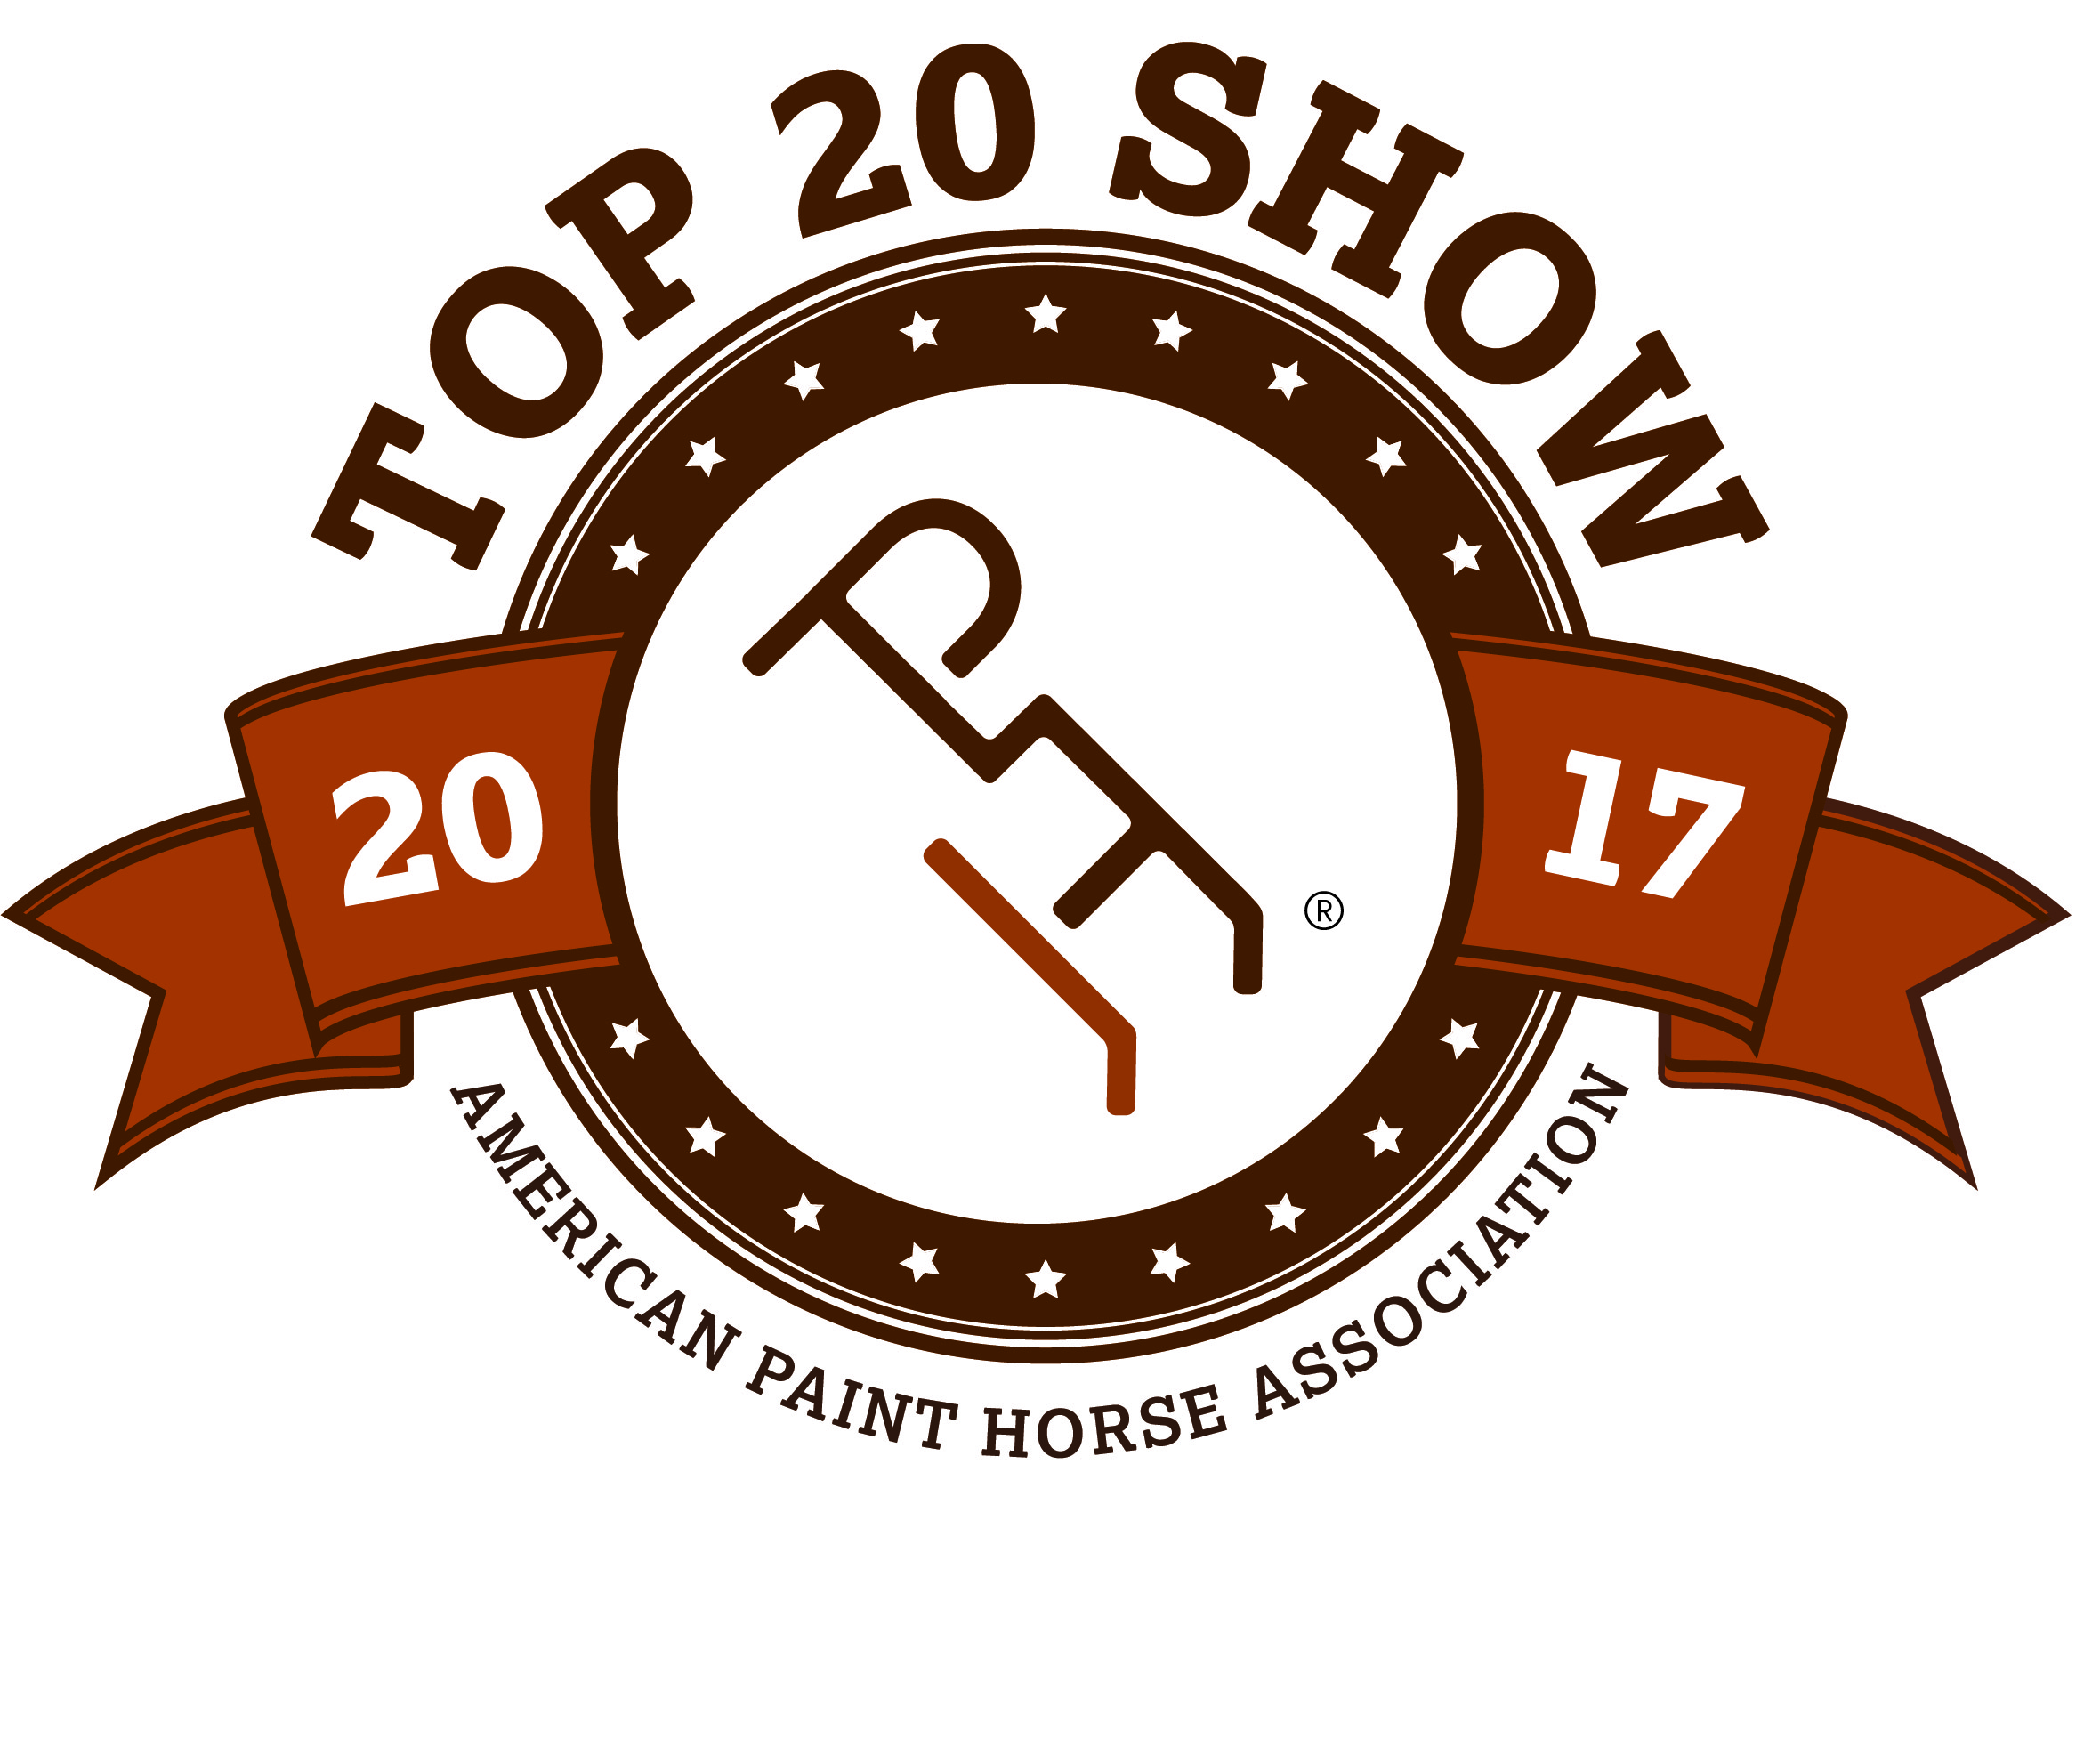 TOP 20 SHOW
20 17
®
AMERICAN PAINT HORSE ASSOCIATION